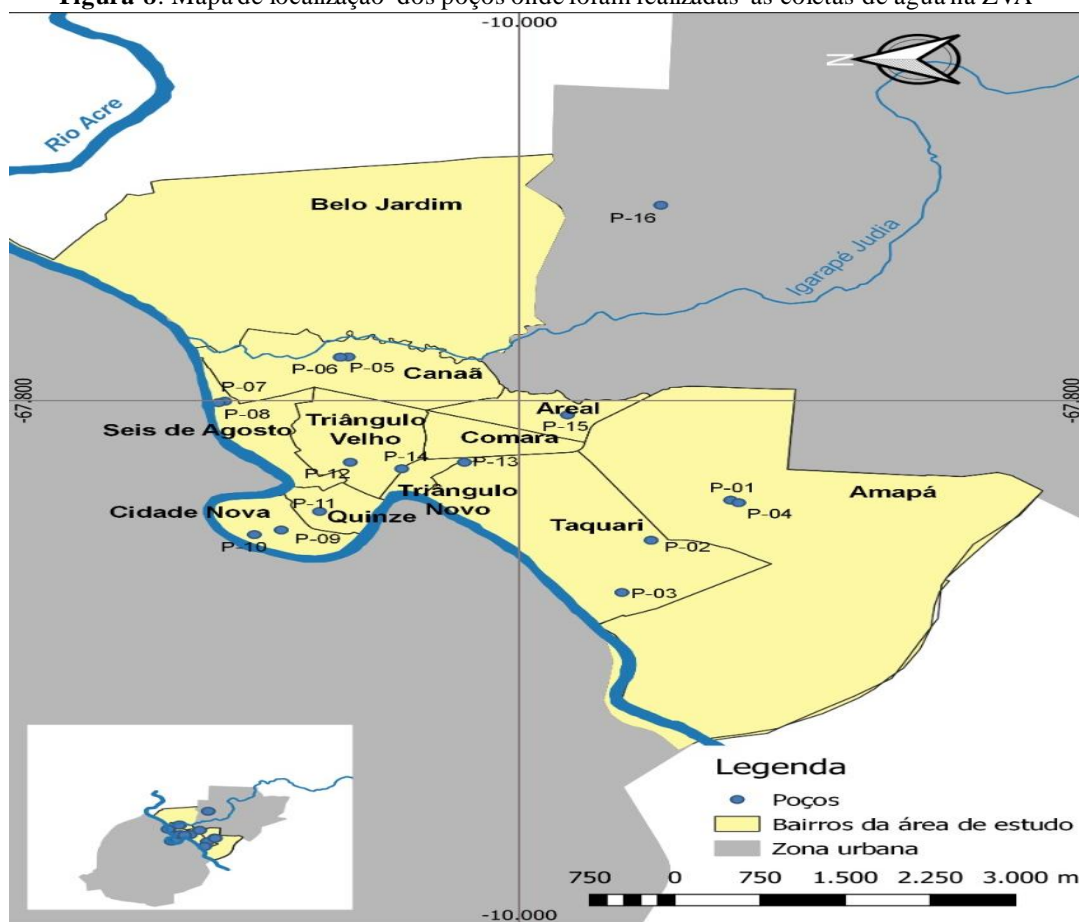 Figura 8: Mapa de localização dos poços onde foram realizadas as coletas de água na ZVA
-10.000
N
Rio Acre
Belo Jardim
P-16
Igarapé Judia
P-06
P-05
Canaã
P-07
P-08
-67.800
-67.800
Seis de Agosto
Triângulo
Velho
Areal
P-15
Comara
P-12
P-14
P-13
P-01
P-04
Amapá
Cidade Nova
P-11
Quinze
Triângulo
Novo
Taquari
P-10
P-09
P-02
P-03
Legenda
Poços
Bairros da área de estudo
Zona urbana
750 0 750 1.500 2.250 3.000 m
-10.000